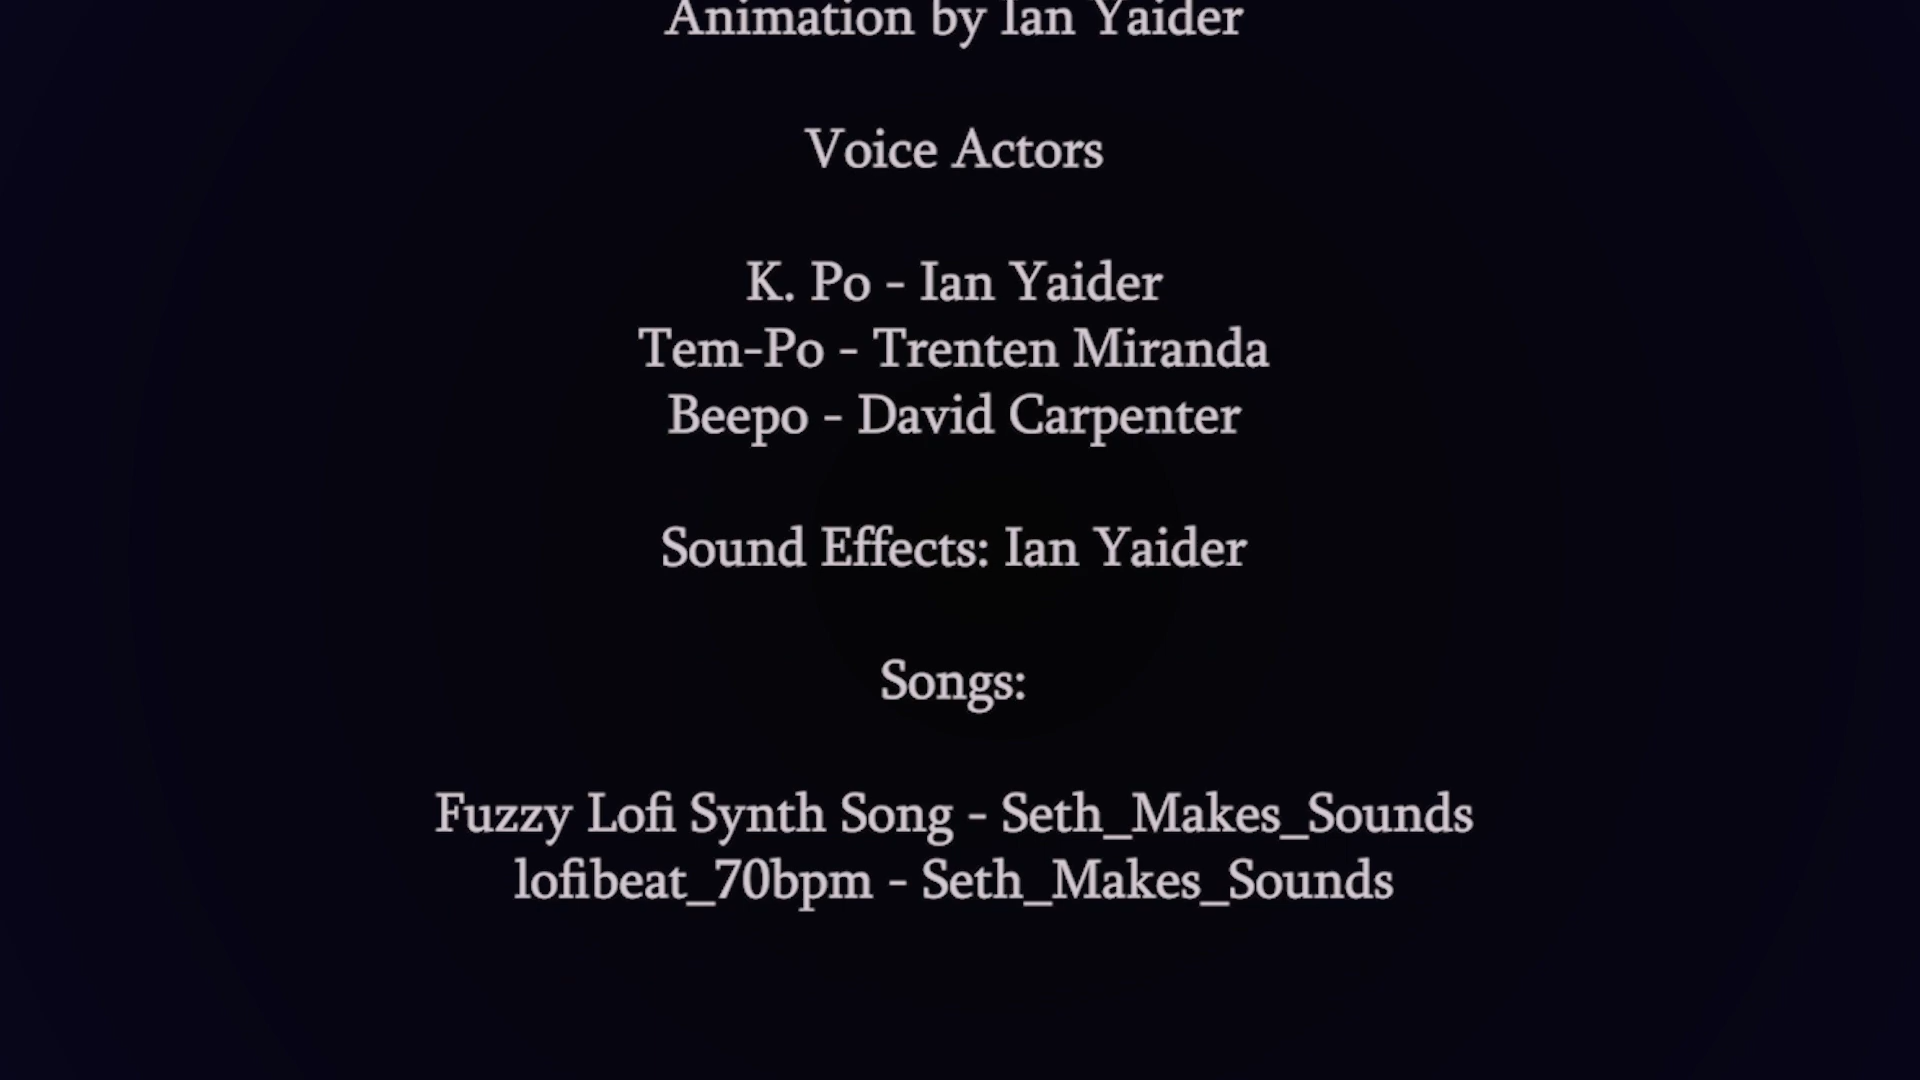 Animation by Ian Yaider
Voice Actors
K. Po - Ian Yaider
Tem-Po - Trenten Miranda
Beepo - David Carpenter
Sound Effects: Ian Yaider
Songs:
Fuzzy Lofi Synth Song - Seth_Makes_Sounds
lofibeat_70bpm - Seth_Makes_Sounds